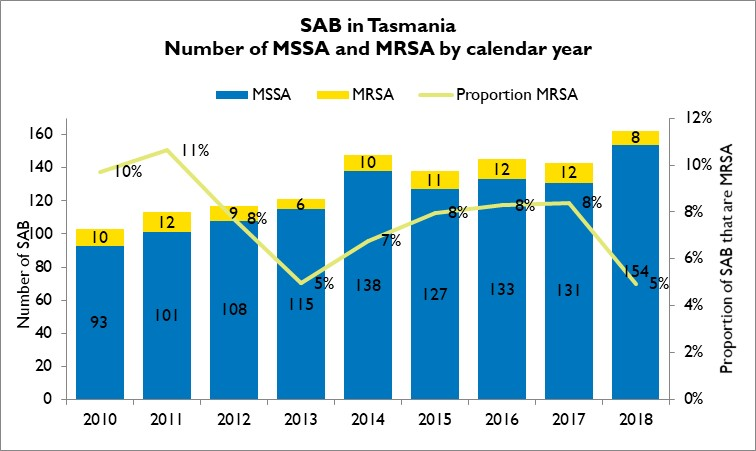 SAB in Tasmania
Number of MSSA and MRSA by calendar year
MSSA MRSA Proportion MRSA
Number of SAB
160
140
120
100
80
60
40
20
0
10 12 9 6 10 11 12 12 8
10% 11% 8% 5% 7% 8% 8% 8% 5%
93 101 108 115 138 127 133 131 154
12%
10%
8%
6%
4%
2%
0%
Proportion of SAB that are MRSA
2010 2011 2012 2013 2014 2015 2016 2017 2018